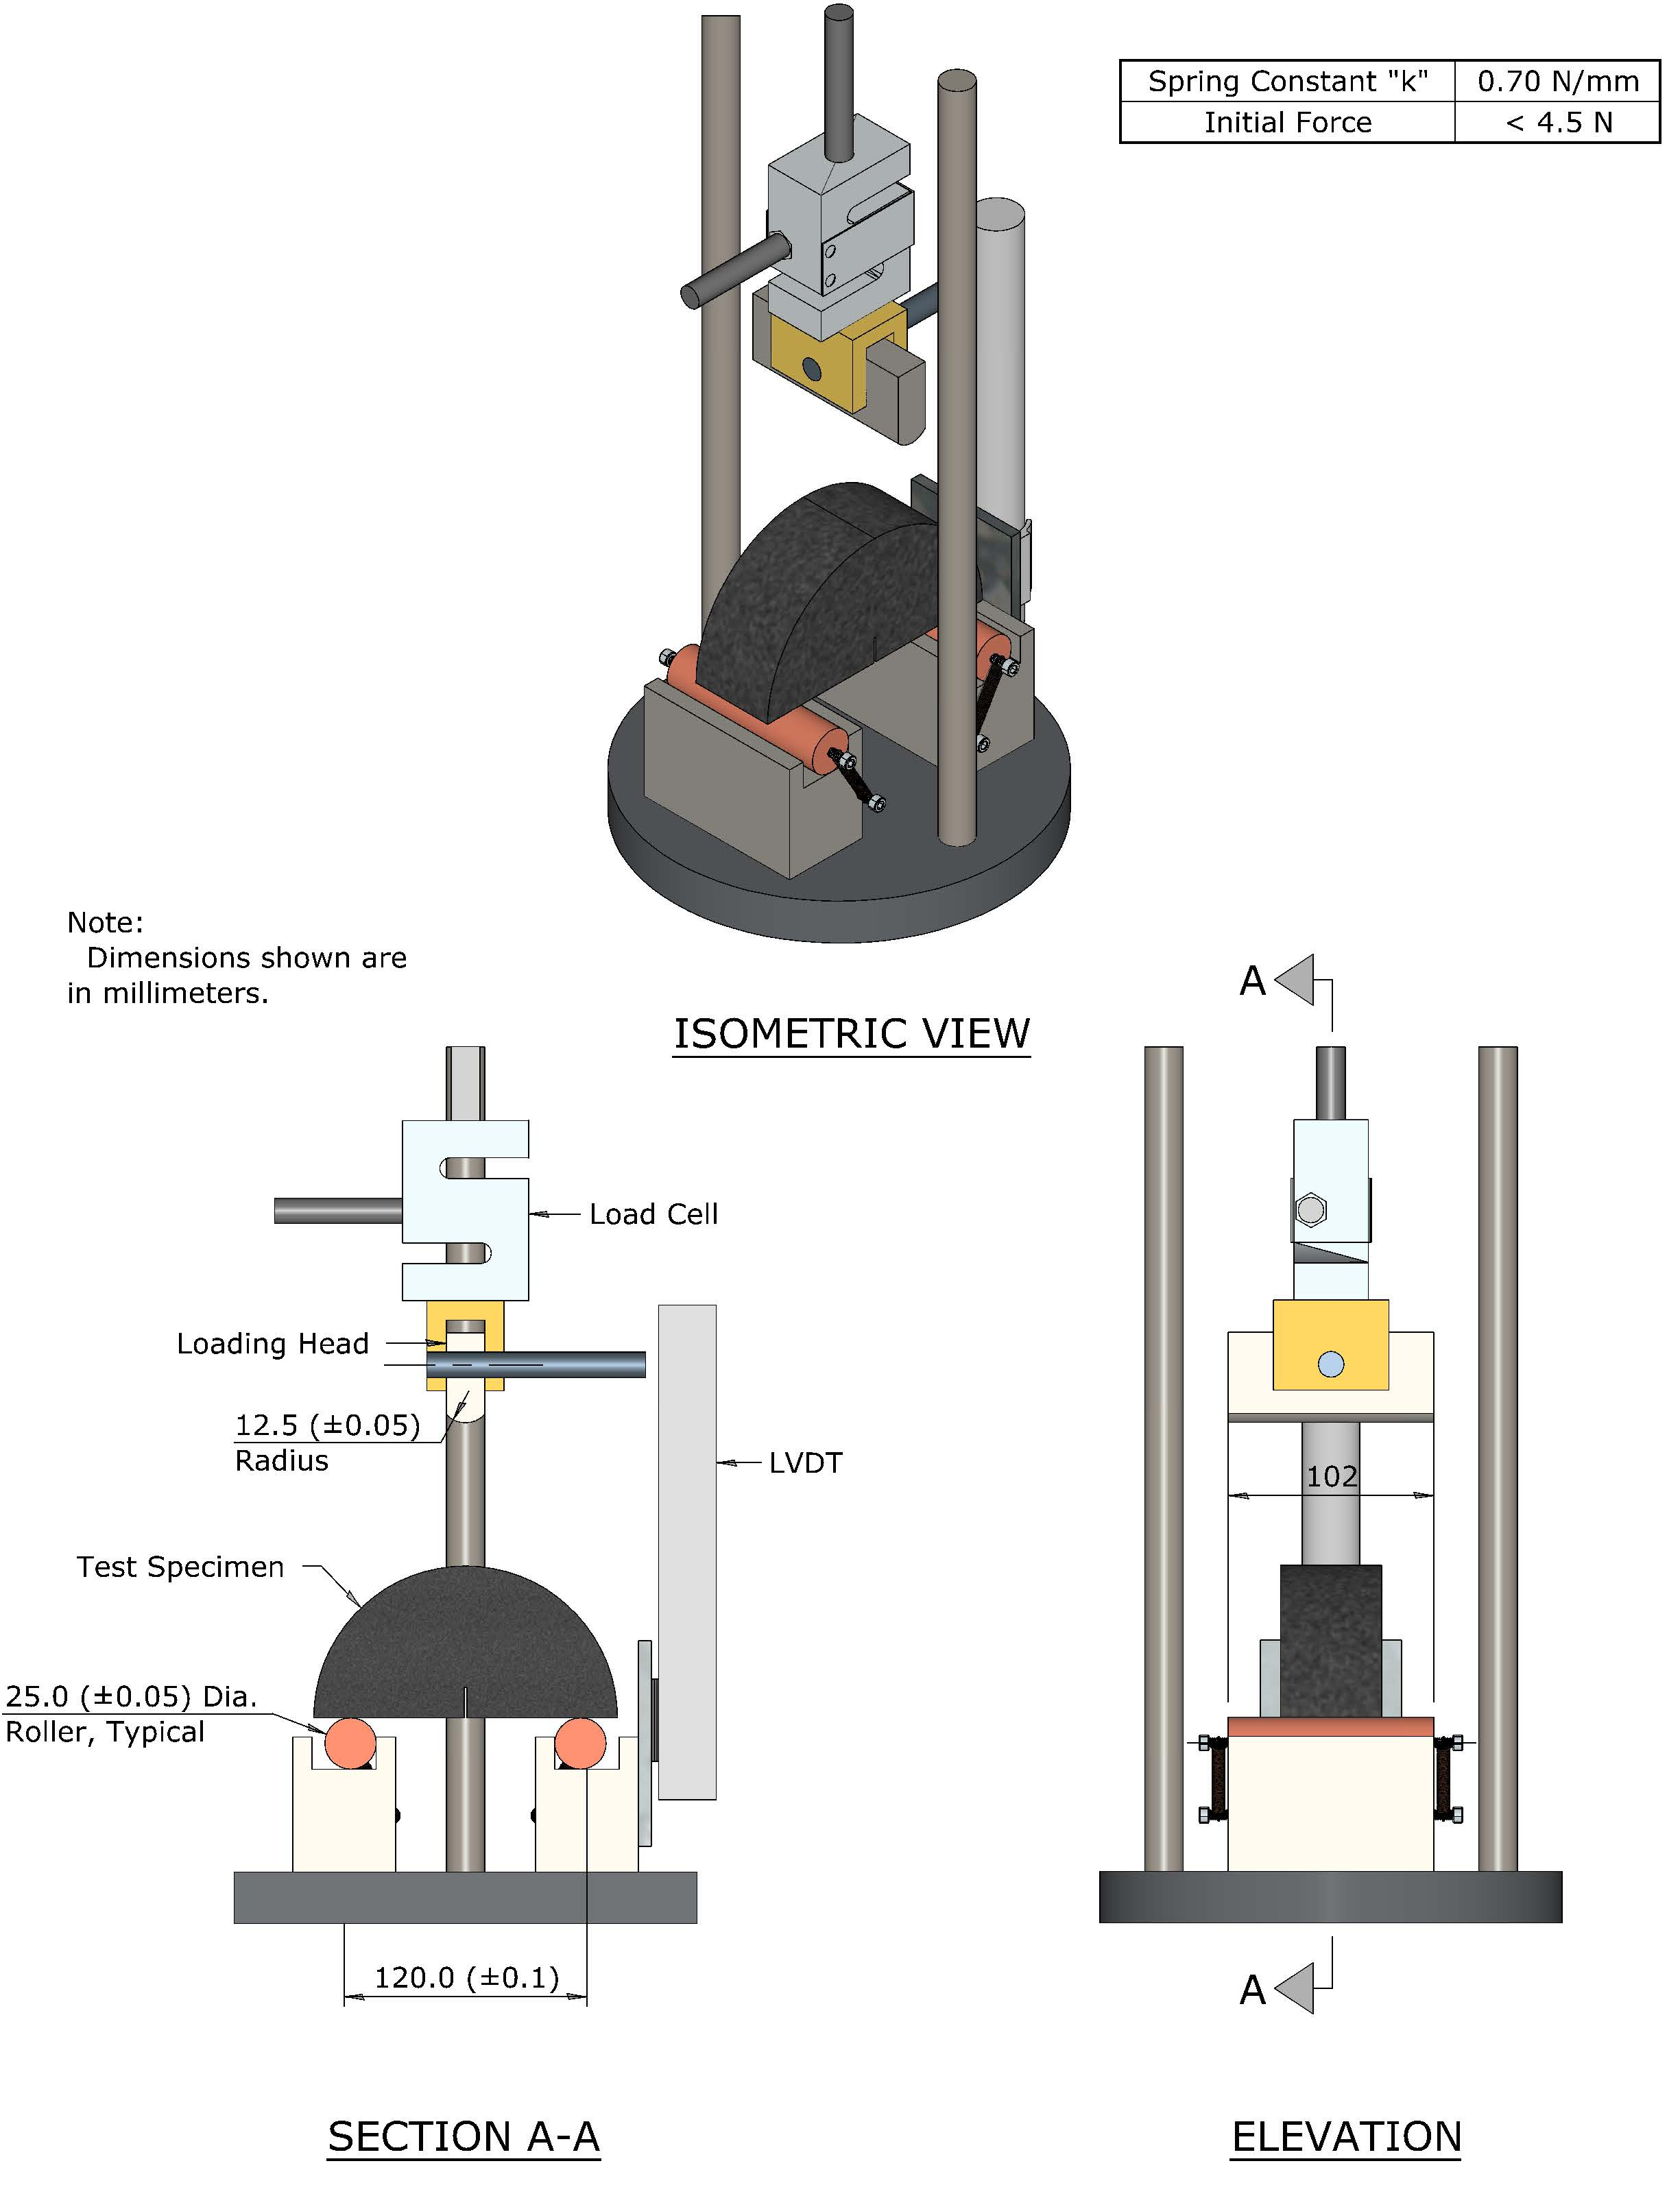 Spring Constant "k" 0.70 N/mm
Initial Force < 4.5 N
Note:
Dimensions shown are
in millimeters.
ISOMETRIC VIEW
Load Cell
Loading Head
12.5 (±0.05)
Radius
LVDT
Test Specimen
25.0 (±0.05) Dia.
Roller, Typical
120.0 (±0.1)
SECTION A-A
A
102
A
ELEVATION